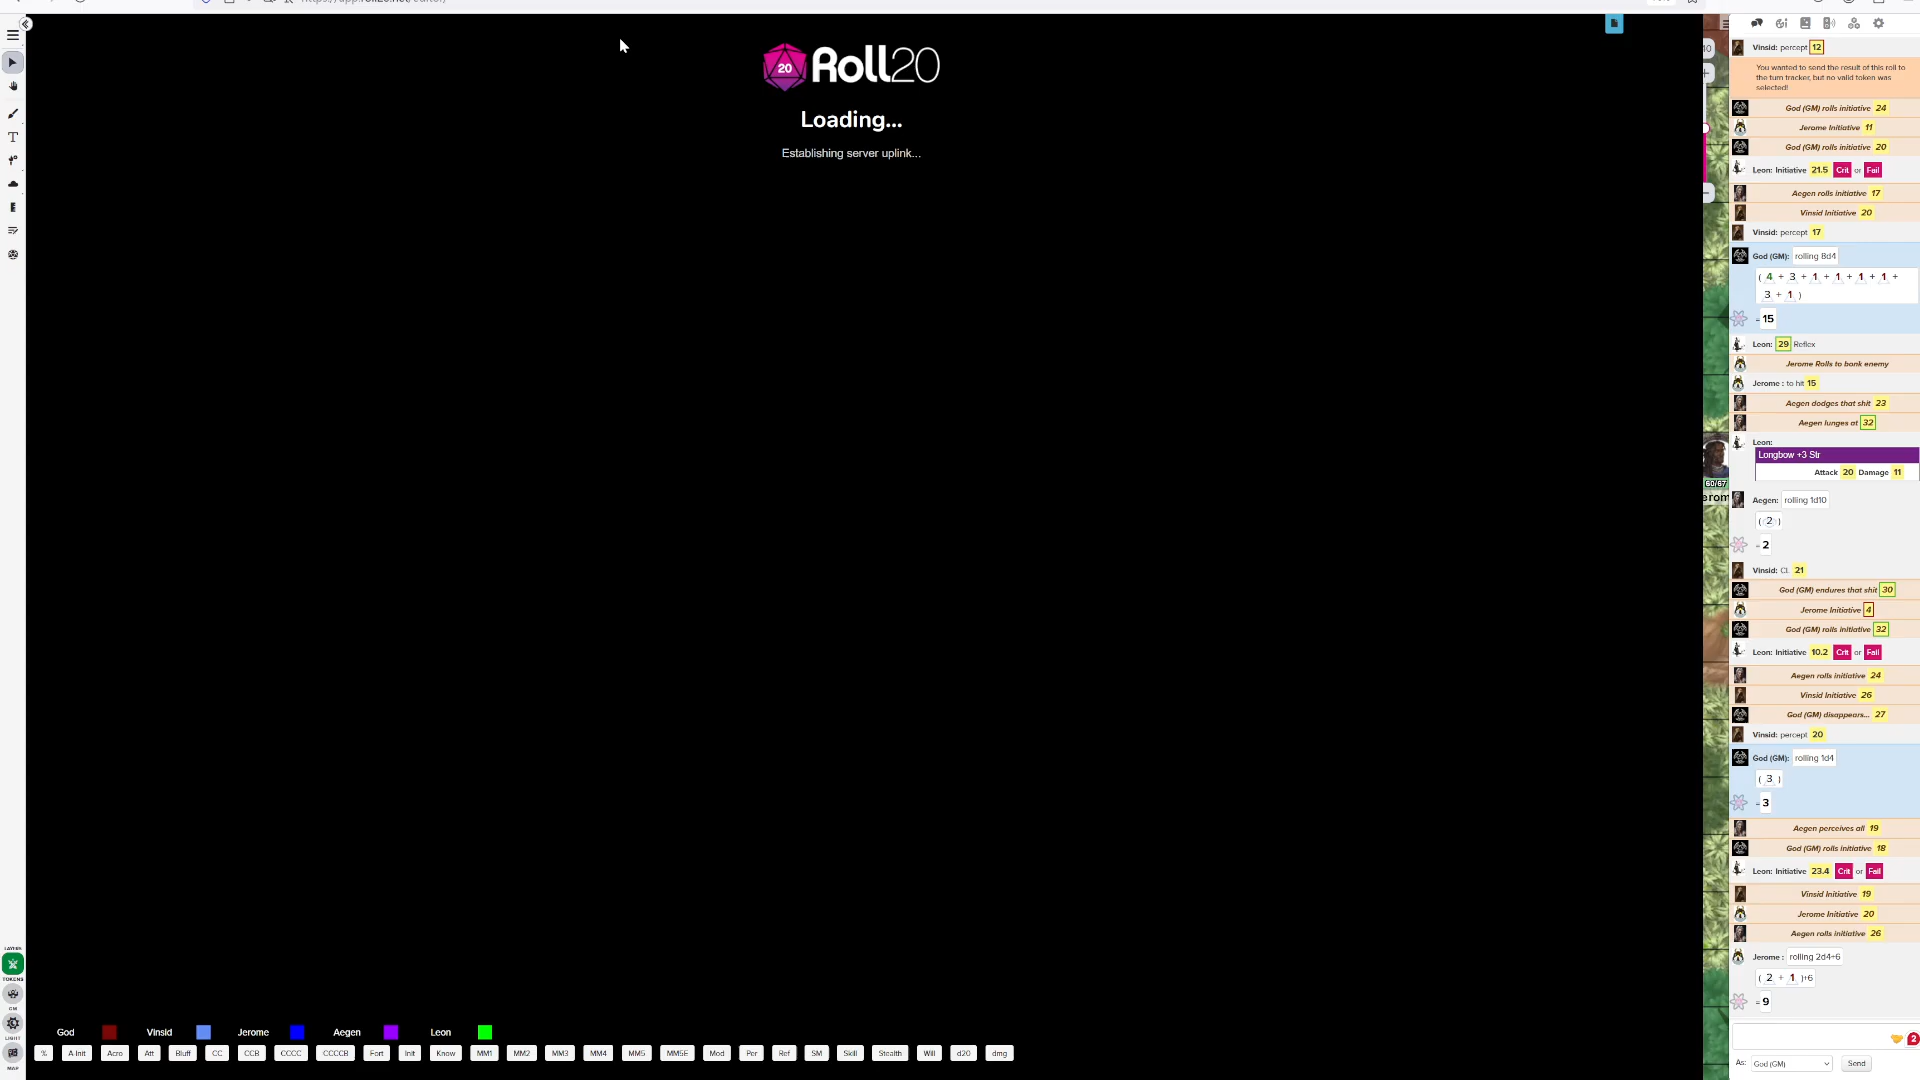 Roll20
20
Loading...
Establishing server uplink...
Vinsid: percept 12
You wanted to send the result of this roll to
the turn tracker, but no valid token was
selected!
God (GM) rolls initiative 24
Jerome Initiative 11
God (GM) rolls initiative 20
Leon: Initiative 21.5 Crit or Fail
Aegen rolls initiative 17
Vinsid Initiative 20
Vinsid: percept 17
God (GM): rolling 8d4
( 4 + 3 + 1 + 1 + 1 + 1 +
3 + 1 )
= 15
Leon: 29 Reflex
Jerome Rolls to bonk enemy
Jerome : to hit 15
Aegen dodges that shit 23
Aegen lunges at 32
Leon:
Longbow +3 Str
Attack 20 Damage 11
60/67
Aegen: rolling 1d10
( 2 )
= 2
Vinsid: CL 21
God (GM) endures that shit 30
Jerome Initiative 4
God (GM) rolls initiative 32
Leon: Initiative 10.2 Crit or Fail
Aegen rolls initiative 24
Vinsid Initiative 26
God (GM) disappears... 27
Vinsid: percept 20
God (GM): rolling 1d4
( 3 )
= 3
Aegen perceives all 19
God (GM) rolls initiative 18
Leon: Initiative 23.4 Crit or Fail
Vinsid Initiative 19
Jerome Initiative 20
Aegen rolls initiative 26
Jerome : rolling 2d4+6
( 2 + 1 )+6
= 9
2
As: God (GM) Send
LAYERS
TOKENS
GM
LIGHT
MAP
God Vinsid Jerome Aegen Leon
% A Init Acro Att Bluff CC CCB CCCC CCCCB Fort Init Know MM1 MM2 MM3 MM4 MM5 MM5E Mod Per Ref SM Skill Stealth Will d20 dmg